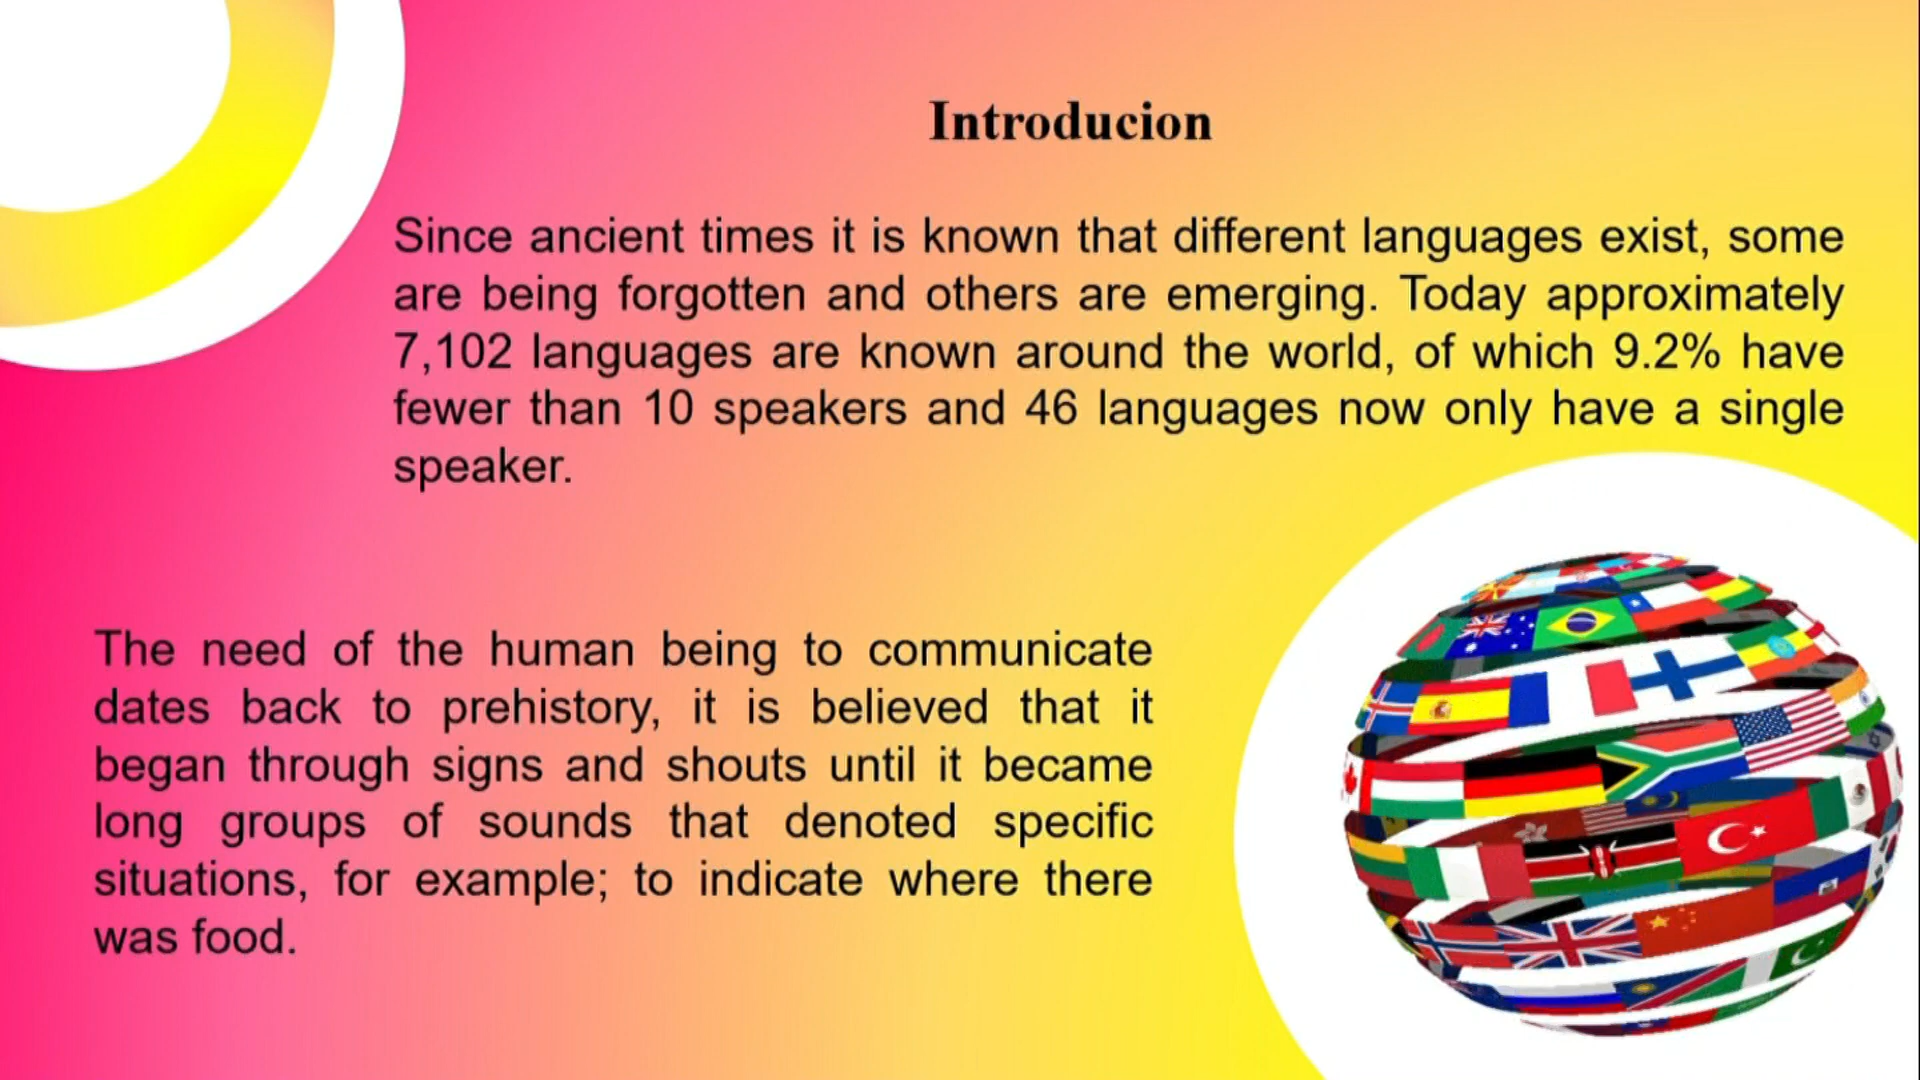 Introducion
Since ancient times it is known that different languages exist, some
are being forgotten and others are emerging. Today approximately
7,102 languages are known around the world, of which 9.2% have
fewer than 10 speakers and 46 languages now only have a single
speaker.
The need of the human being to communicate
dates back to prehistory, it is believed that it
began through signs and shouts until it became
long groups of sounds that denoted specific
situations, for example; to indicate where there
was food.